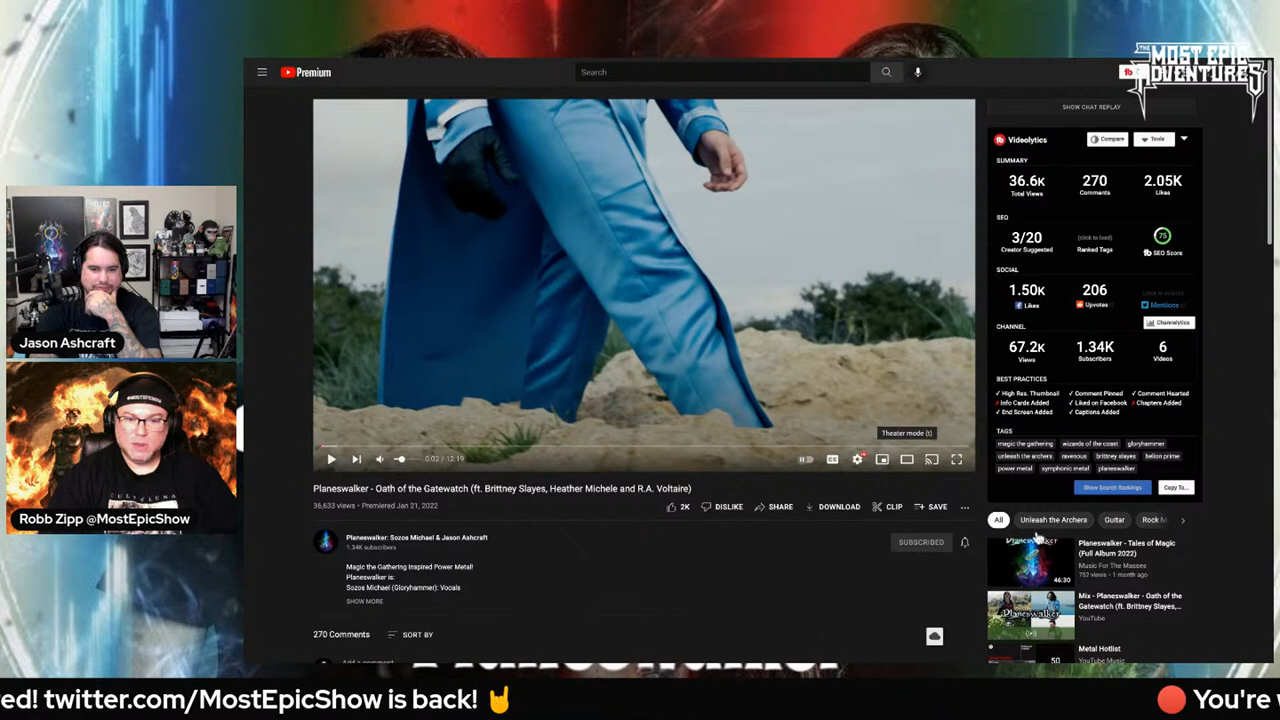 THE MOST EPIC
ADVENTURES
Premium
Search
SHOW CHAT REPLAY
Videolytics
Compare
Tools
SUMMARY
36.6K
270
2.05K
Total Views
Comments
Likes
SEO
3/20
(click to load)
75
Creator Suggested
Ranked Tags
tb SEO Score
SOCIAL
1.50K
206
Likes
Upvotes
Mentions
Channelytics
CHANNEL
67.2K
1.34K
6
Views
Subscribers
Videos
BEST PRACTICES
✓ High Res. Thumbnail
✓ Comment Pinned
✓ Comment Hearted
Info Cards Added
✓ Liked on Facebook
Chapters Added
✓ End Screen Added
✓ Captions Added
TAGS
magic the gathering
wizards of the coast
gloryhammer
unleash the archers
ravenous
brittney slayes
helion prime
power metal
symphonic metal
planeswalker
Show Search Rankings
Copy To...
Theater mode (t)
0:02 / 12:19
CC
Planeswalker - Oath of the Gatewatch (ft. Brittney Slayes, Heather Michele and R.A. Voltaire)
36,633 views • Premiered Jan 21, 2022
2K
DISLIKE
SHARE
DOWNLOAD
CLIP
SAVE
Planeswalker: Sozos Michael & Jason Ashcraft
1.34K subscribers
SUBSCRIBED
Magic the Gathering Inspired Power Metal!
Planeswalker is:
Sozos Michael (Gloryhammer): Vocals
SHOW MORE
270 Comments
SORT BY
Add a comment...
All
Unleash the Archers
Guitar
Rock M
Planeswalker
46:30
Planeswalker - Tales of Magic
(Full Album 2022)
Music For The Masses
752 views • 1 month ago
Planeswalker
Mix - Planeswalker - Oath of the
Gatewatch (ft. Brittney Slayes,...
YouTube
50
Metal Hotlist
YouTube Music
Jason Ashcraft
Robb Zipp @MostEpicShow
red! twitter.com/MostEpicShow is back! 🤘
🔴 You're